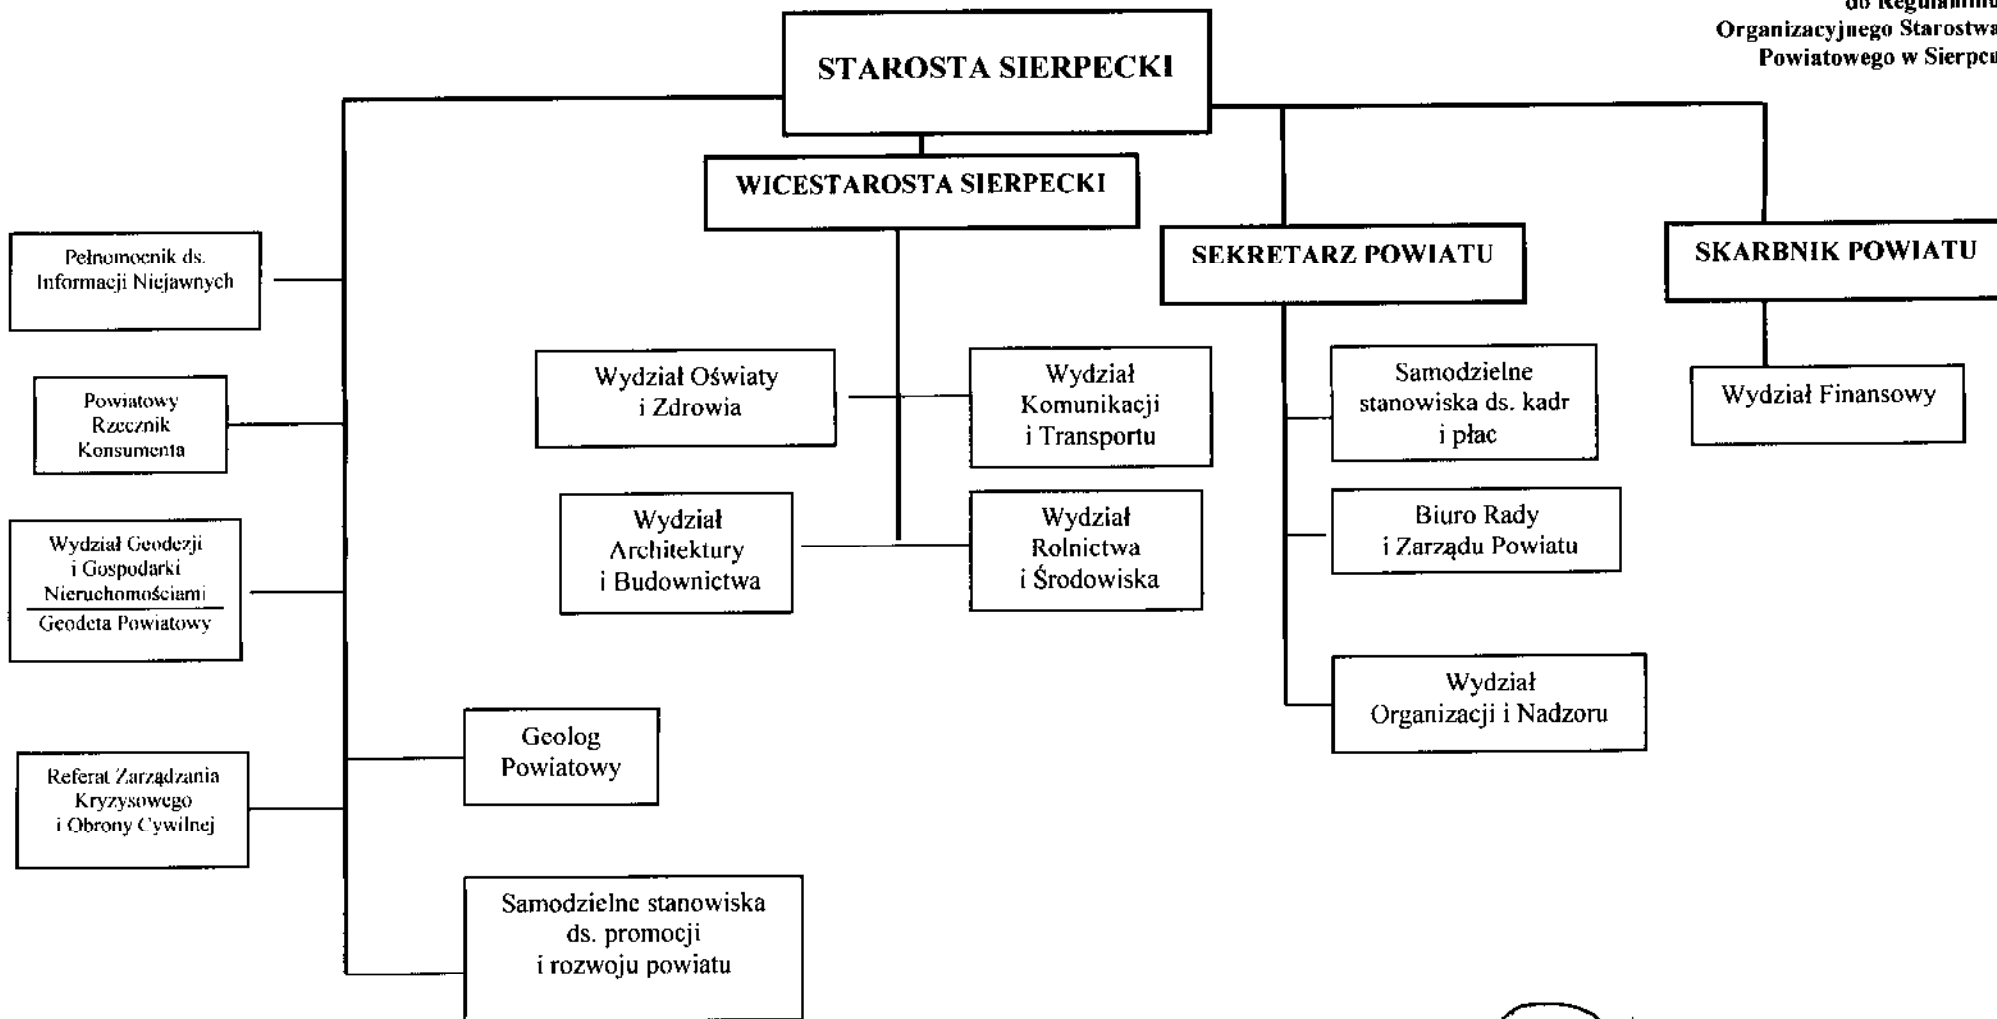 do Regulaminu
Organizacyjnego Starostwa
Powiatowego w Sierpcu
STAROSTA SIERPECKI
WICESTAROSTA SIERPECKI
SEKRETARZ POWIATU
SKARBNIK POWIATU
Pełnomocnik ds.
Informacji Niejawnych
Powiatowy
Rzecznik
Konsumenta
Wydział Geodezji
i Gospodarki
Nieruchomościami
Geodeta Powiatowy
Referat Zarządzania
Kryzysowego
i Obrony Cywilnej
Geolog
Powiatowy
Samodzielne stanowiska
ds. promocji
i rozwoju powiatu
Wydział Oświaty
i Zdrowia
Wydział
Komunikacji
i Transportu
Wydział
Architektury
i Budownictwa
Wydział
Rolnictwa
i Środowiska
Samodzielne
stanowiska ds. kadr
i płac
Biuro Rady
i Zarządu Powiatu
Wydział
Organizacji i Nadzoru
Wydział Finansowy